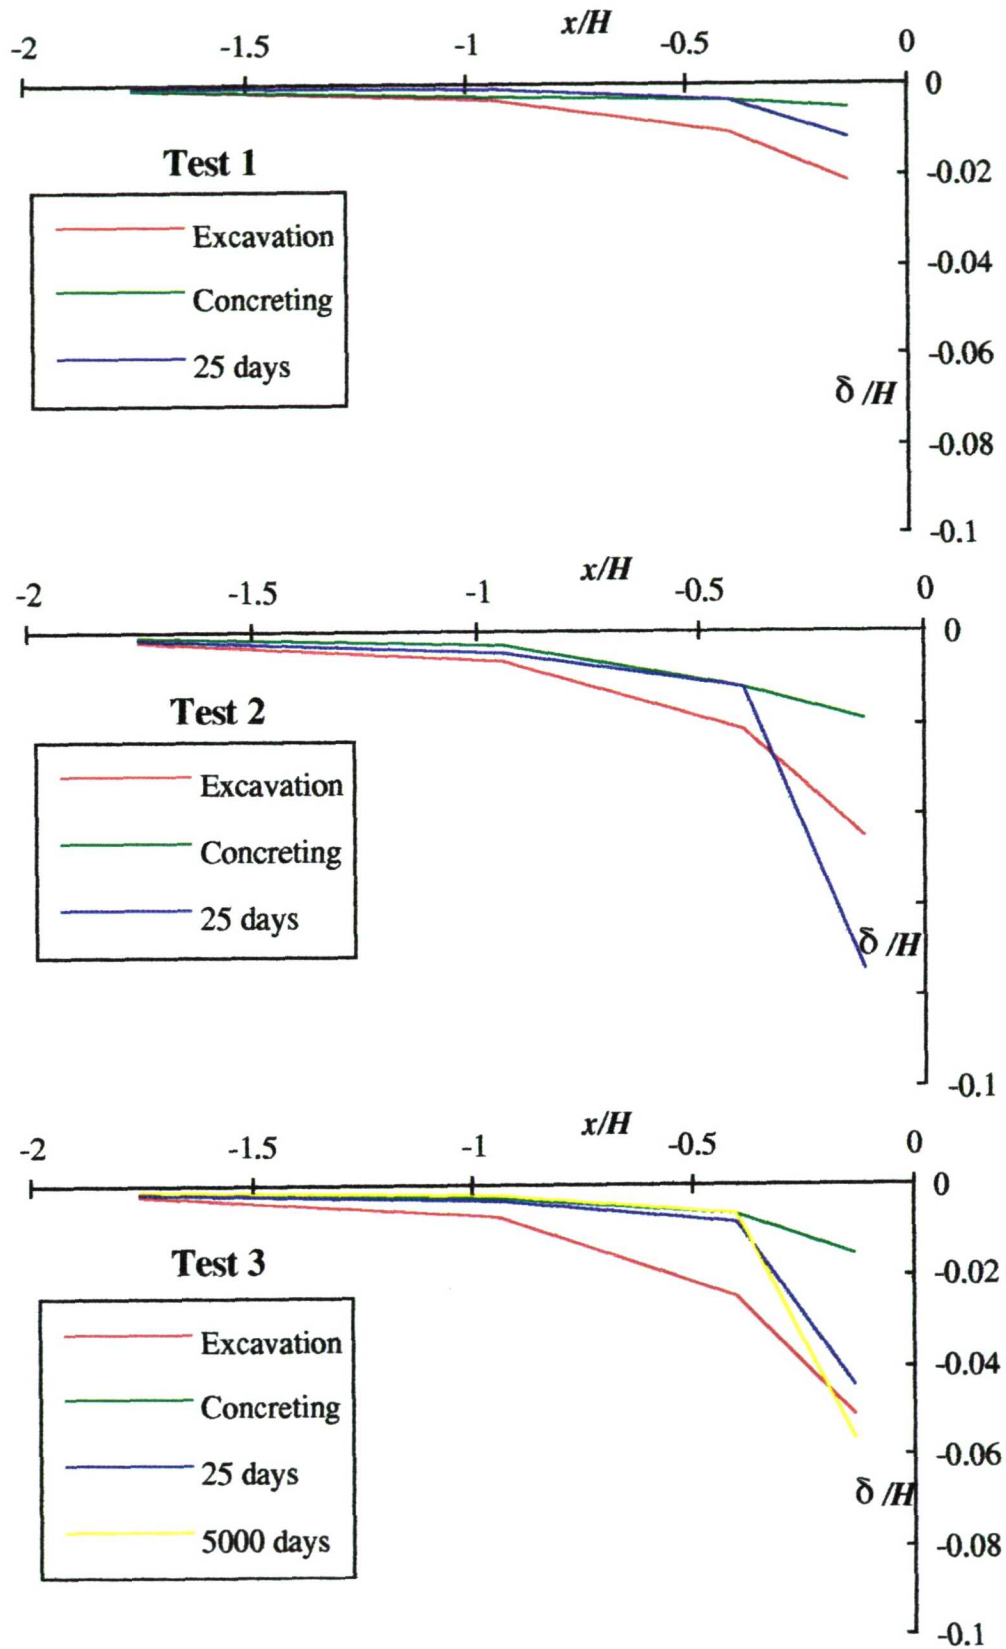 x/H
-2 -1.5 -1 -0.5 0
0
Test 1
-0.02
Excavation
-0.04
Concreting
-0.06
25 days
δ /H
-0.08
-0.1
x/H
-2 -1.5 -1 -0.5 0
0
Test 2
Excavation
Concreting
25 days
δ /H
-0.1
x/H
-2 -1.5 -1 -0.5 0
0
Test 3
-0.02
Excavation
-0.04
Concreting
-0.06
25 days
δ /H
5000 days
-0.08
-0.1